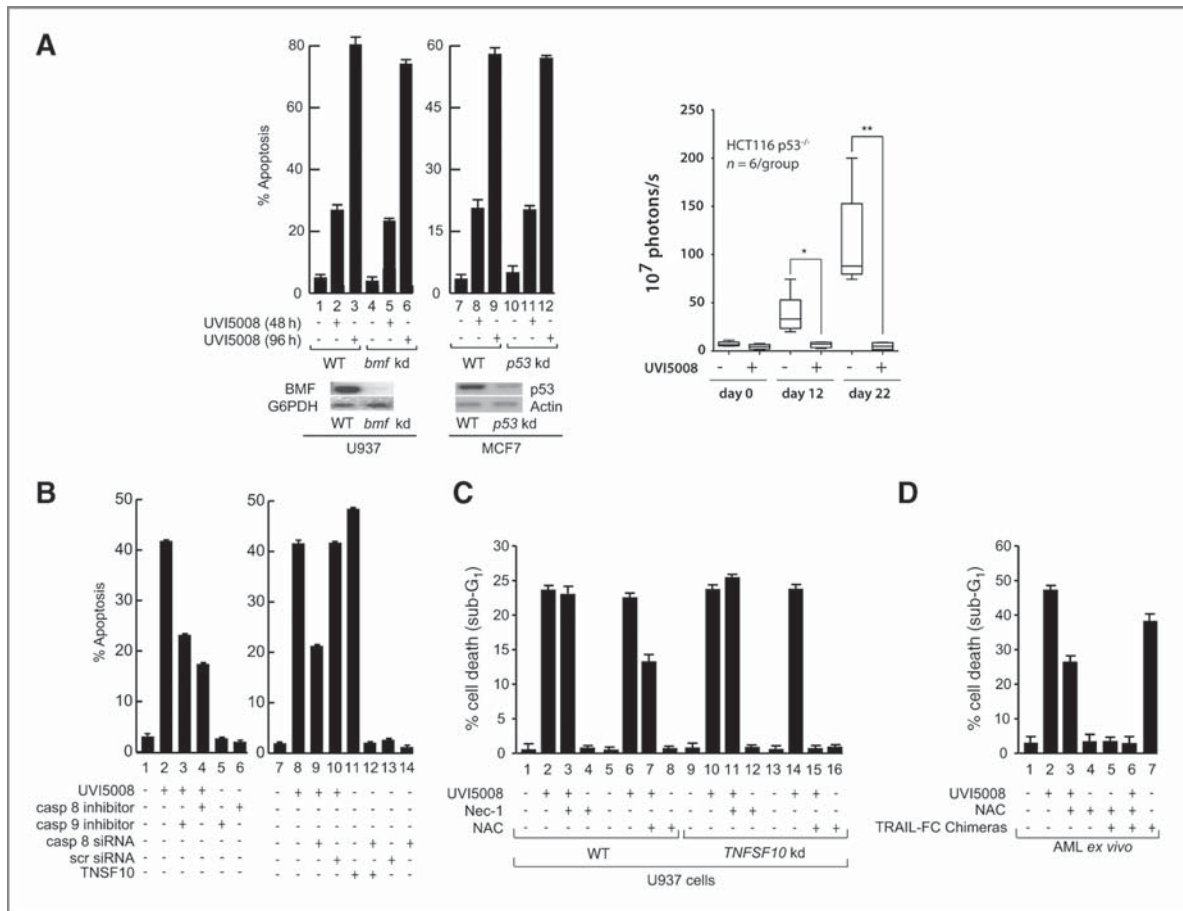 A
80
60
40
20
0
% Apoptosis
60
45
30
15
0
1 2 3 4 5 6 7 8 9 10 11 12
UVI5008 (48 h) - + - - + - - + - - + -
UVI5008 (96 h) - - + - - + - - + - - +
WT bmf kd WT p53 kd
BMF p53
G6PDH Actin
WT bmf kd WT p53 kd
U937 MCF7
250
200
150
100
50
0
10⁷ photons/s
HCT116 p53-/-
n = 6/group
* **
UVI5008 - + - + - +
day 0 day 12 day 22
B
50
40
30
20
10
0
% Apoptosis
50
40
30
20
10
0
1 2 3 4 5 6 7 8 9 10 11 12 13 14
UVI5008 - + + + - - - + + + - - - -
casp 8 inhibitor - - - + - + - - - - - - - -
casp 9 inhibitor - - + - + - - - - - - - - -
casp 8 siRNA - - - - - - - - + - - + - -
scr siRNA - - - - - - - - - + - - + -
TNSF10 - - - - - - - - - - + + - -
C
30
25
20
15
10
5
0
% cell death (sub-G₁)
1 2 3 4 5 6 7 8 9 10 11 12 13 14 15 16
UVI5008 - + + - - + + - - + + - - + + -
Nec-1 - - + + - - - - - - + + - - - -
NAC - - - - - - + + - - - - - - + +
WT TNFSF10 kd
U937 cells
D
60
50
40
30
20
10
0
% cell death (sub-G₁)
1 2 3 4 5 6 7
UVI5008 - + + - - + -
NAC - - + + + + -
TRAIL-FC Chimeras - - - - + + +
AML ex vivo